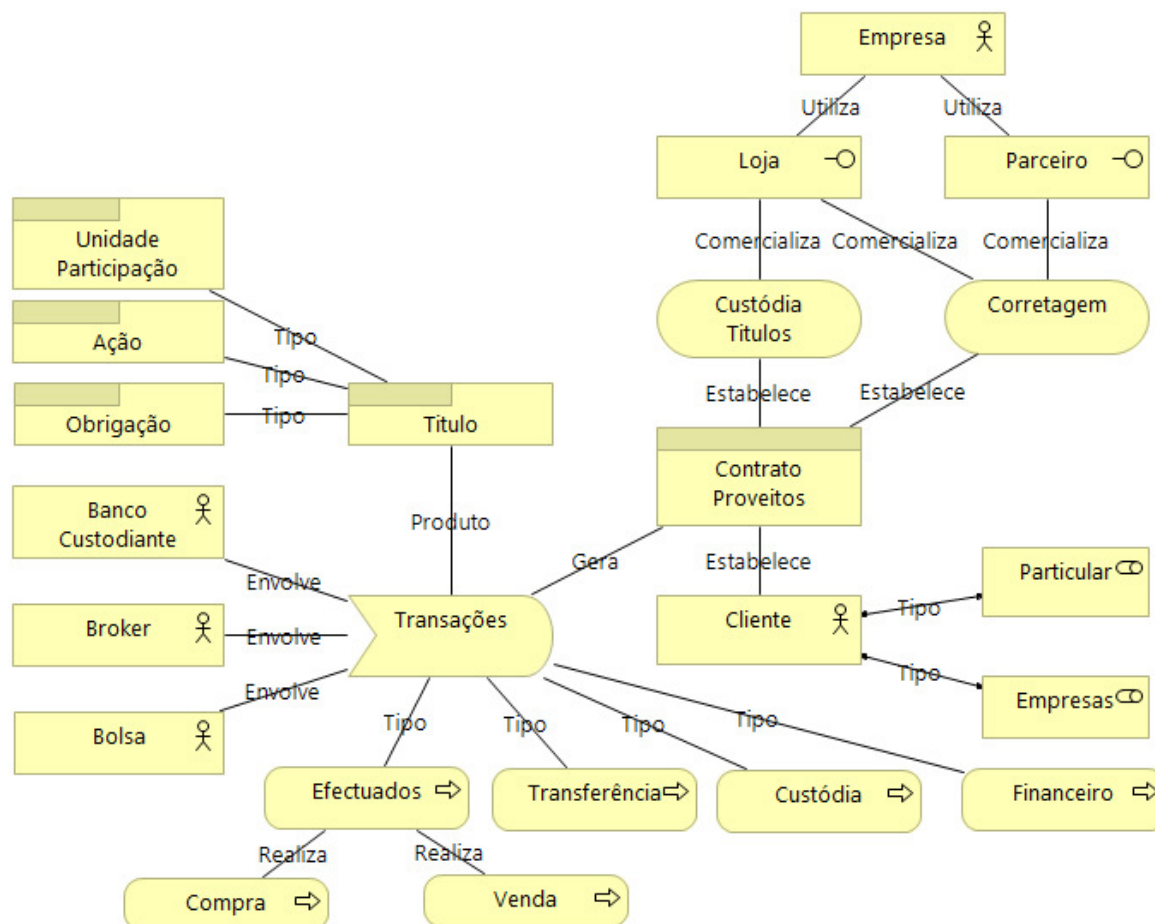 Empresa
Utiliza
Utiliza
Loja
Parceiro
Unidade
Participação
Comercializa
Comercializa
Comercializa
Custódia
Titulos
Corretagem
Ação
Tipo
Tipo
Tipo
Obrigação
Titulo
Estabelece
Estabelece
Contrato
Proveitos
Banco
Custodiante
Produto
Gera
Estabelece
Envolve
Particular
Tipo
Transações
Cliente
Broker
Envolve
Tipo
Envolve
Empresas
Bolsa
Tipo
Tipo
Tipo
Tipo
Efectuados
Transferência
Custódia
Financeiro
Realiza
Realiza
Compra
Venda